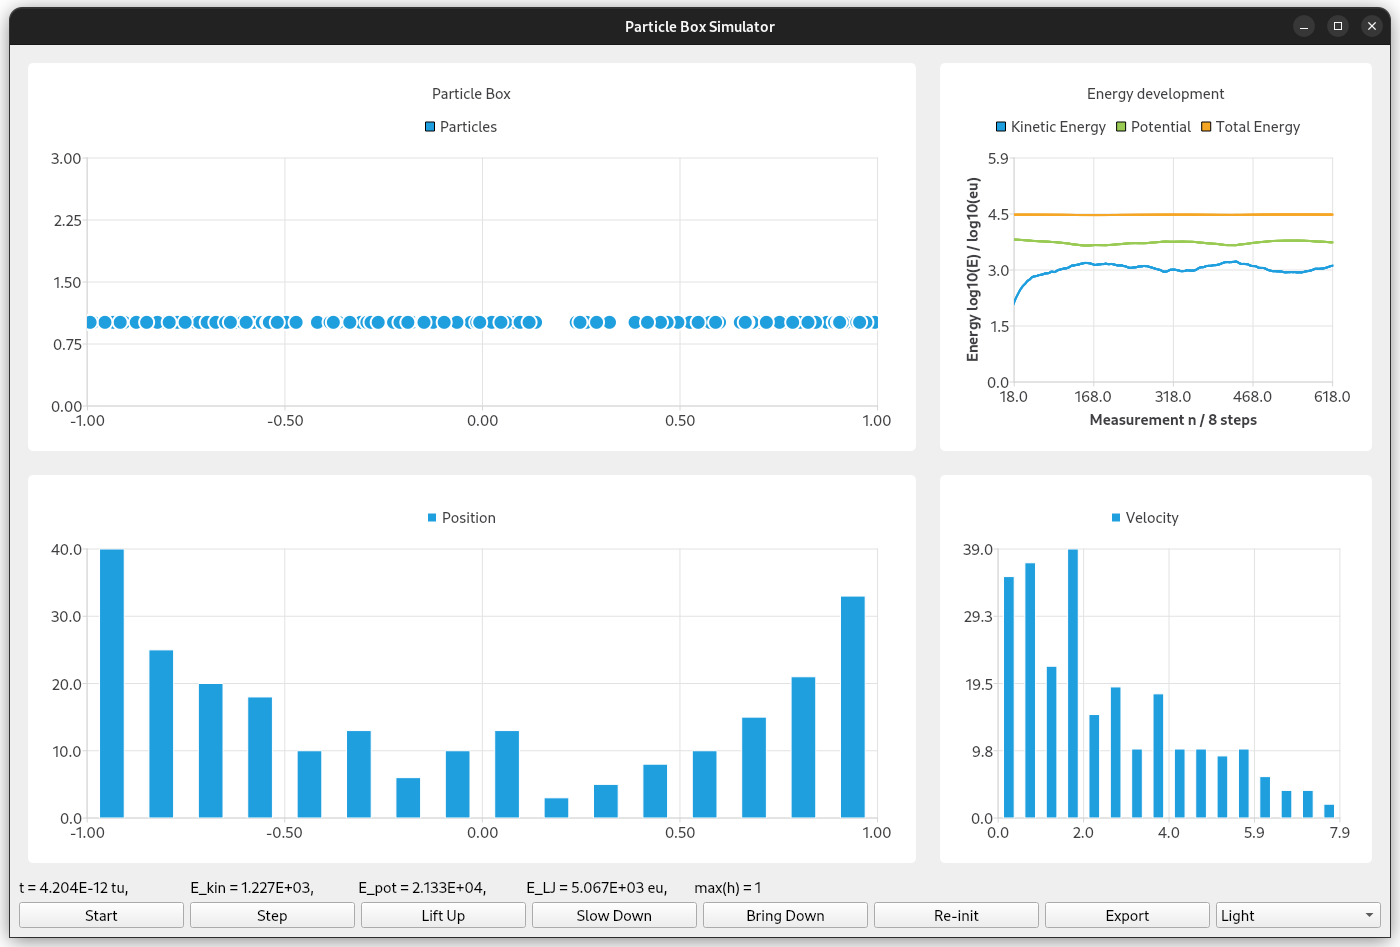 Particle Box Simulator
Particle Box
Particles
3.00
2.25
1.50
0.75
0.00
-1.00 -0.50 0.00 0.50 1.00
Energy development
Kinetic Energy Potential Total Energy
Energy log10(E) / log10(eu)
5.9
4.5
3.0
1.5
0.0
18.0 168.0 318.0 468.0 618.0
Measurement n / 8 steps
Position
40.0
30.0
20.0
10.0
0.0
-1.00 -0.50 0.00 0.50 1.00
Velocity
39.0
29.3
19.5
9.8
0.0
0.0 2.0 4.0 5.9 7.9
t = 4.204E-12 tu, E_kin = 1.227E+03, E_pot = 2.133E+04, E_LJ = 5.067E+03 eu, max(h) = 1
Start Step Lift Up Slow Down Bring Down Re-init Export Light